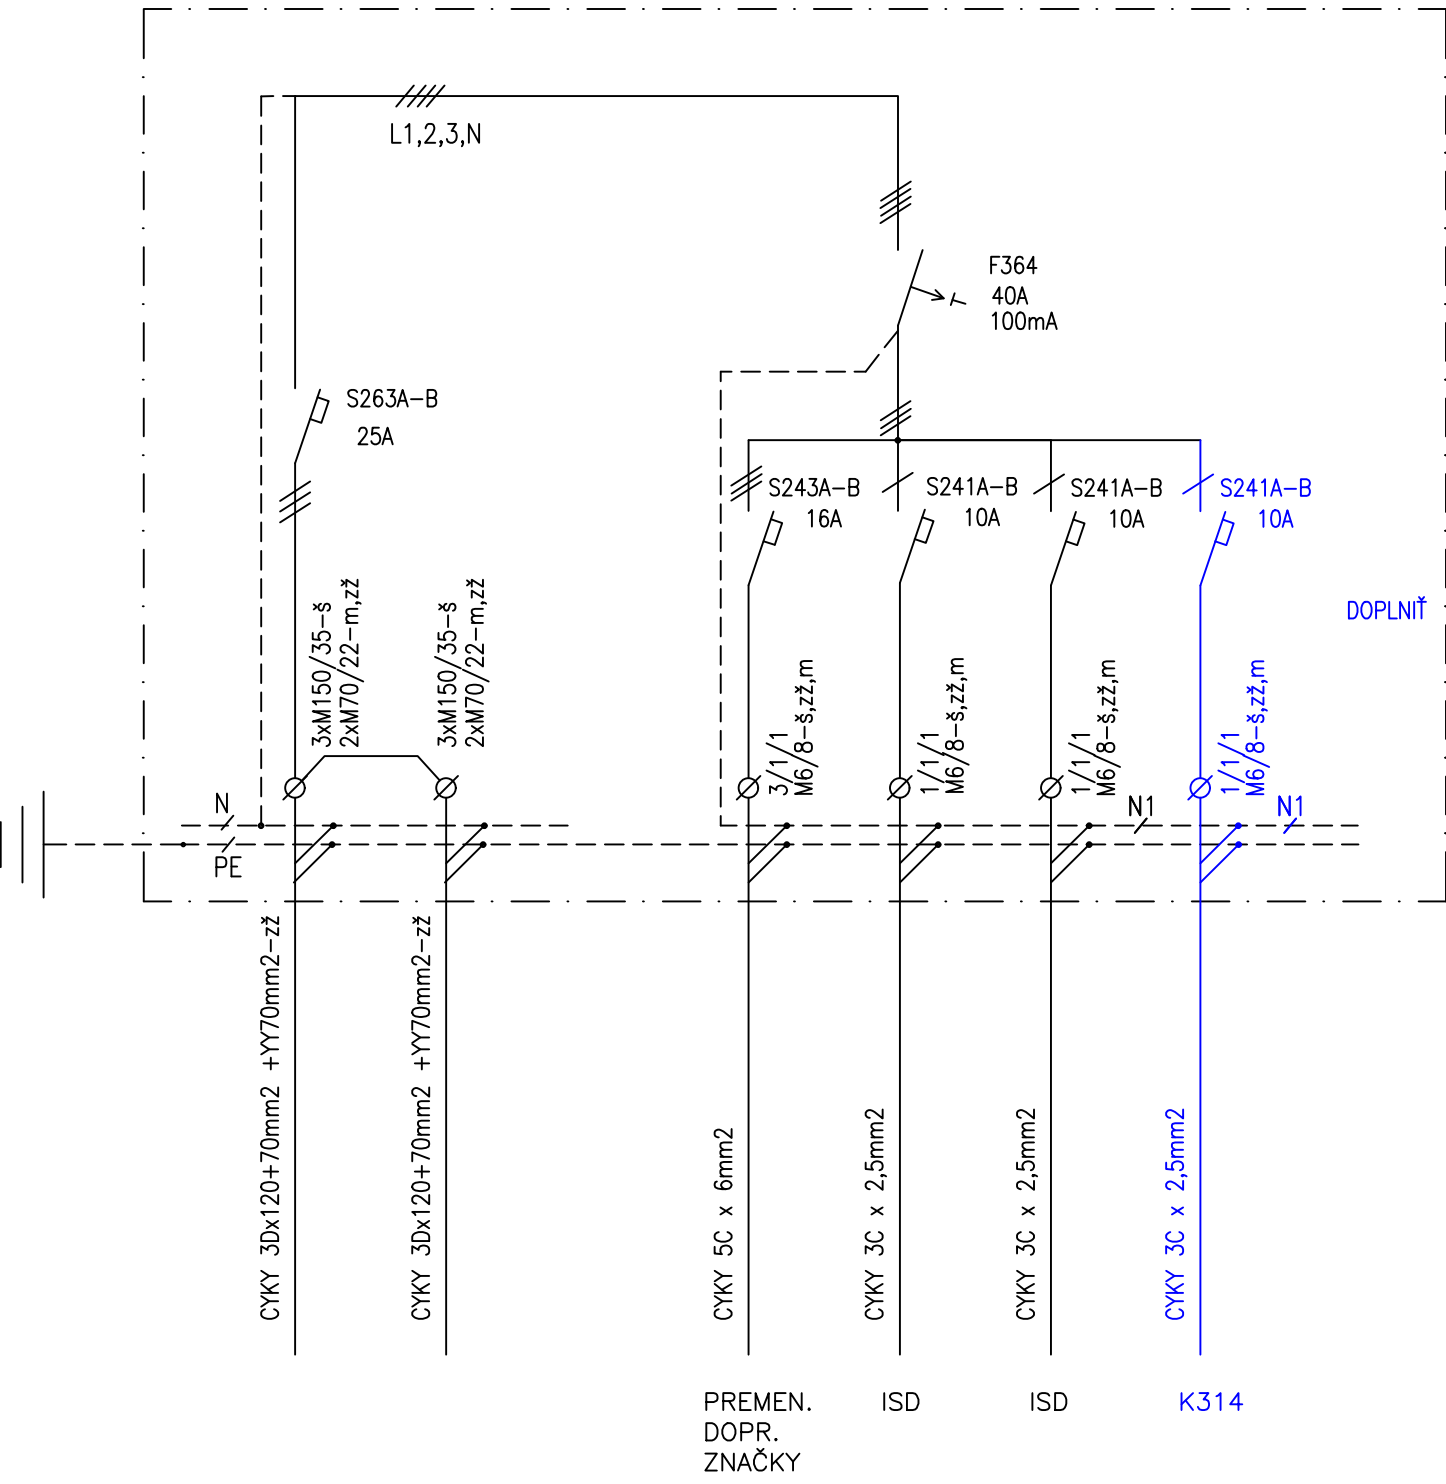 L1,2,3,N
F364
40A
100mA
S263A-B
25A
S243A-B
16A
S241A-B
10A
S241A-B
10A
S241A-B
10A
DOPLNIŤ
3xM150/35-š
2xM70/22-m,zž
3xM150/35-š
2xM70/22-m,zž
3/1/1
M6/8-š,zž,m
1/1/1
M6/8-š,zž,m
1/1/1
M6/8-š,zž,m
1/1/1
M6/8-š,zž,m
N
N1
N1
PE
CYKY 3Dx120+70mm2 +YY70mm2-zž
CYKY 3Dx120+70mm2 +YY70mm2-zž
CYKY 5C x 6mm2
CYKY 3C x 2,5mm2
CYKY 3C x 2,5mm2
CYKY 3C x 2,5mm2
PREMEN.
DOPR.
ZNAČKY
ISD
ISD
K314